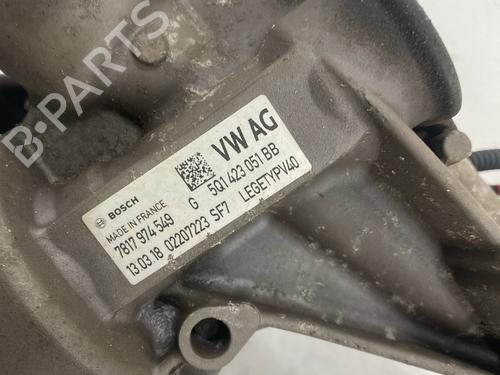 B-PARTS
BOSCH
VW AG
MADE IN FRANCE
G 5Q1 423 051 BB
7817 974 549
13.03.18 02207223 SF7 LEGETYPV40